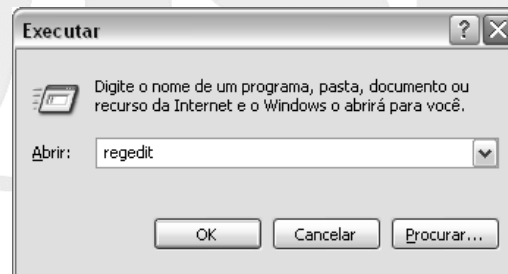 Executar
Digite o nome de um programa, pasta, documento ou
recurso da Internet e o Windows o abrirá para você.
Abrir: regedit
OK Cancelar Procurar...